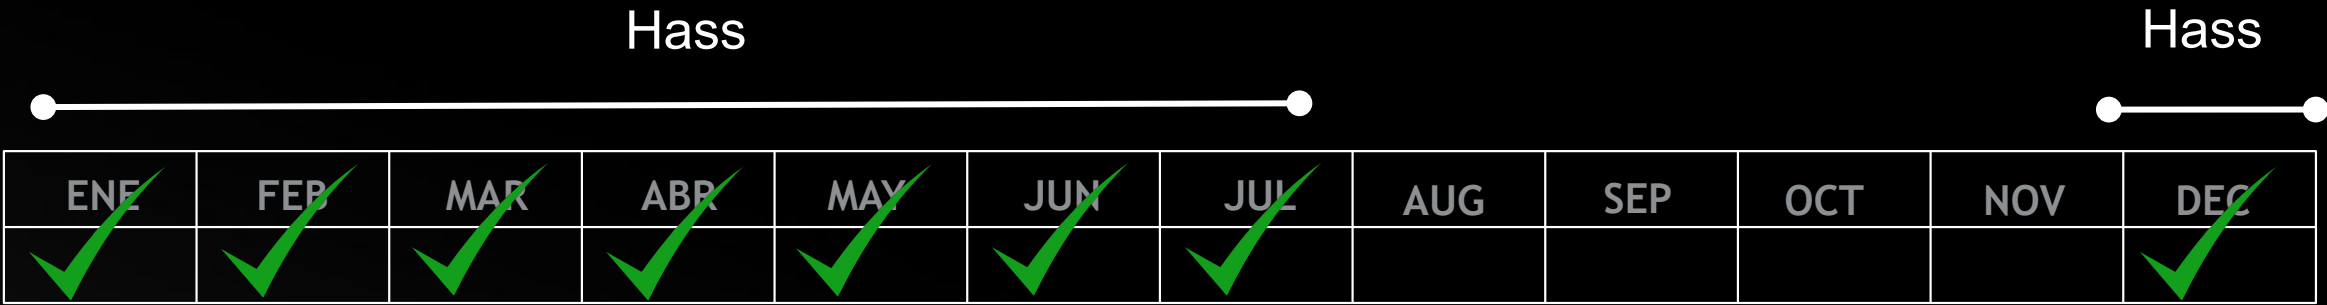 Hass Hass
ENE FEB MAR ABR MAY JUN JUL AUG SEP OCT NOV DEC